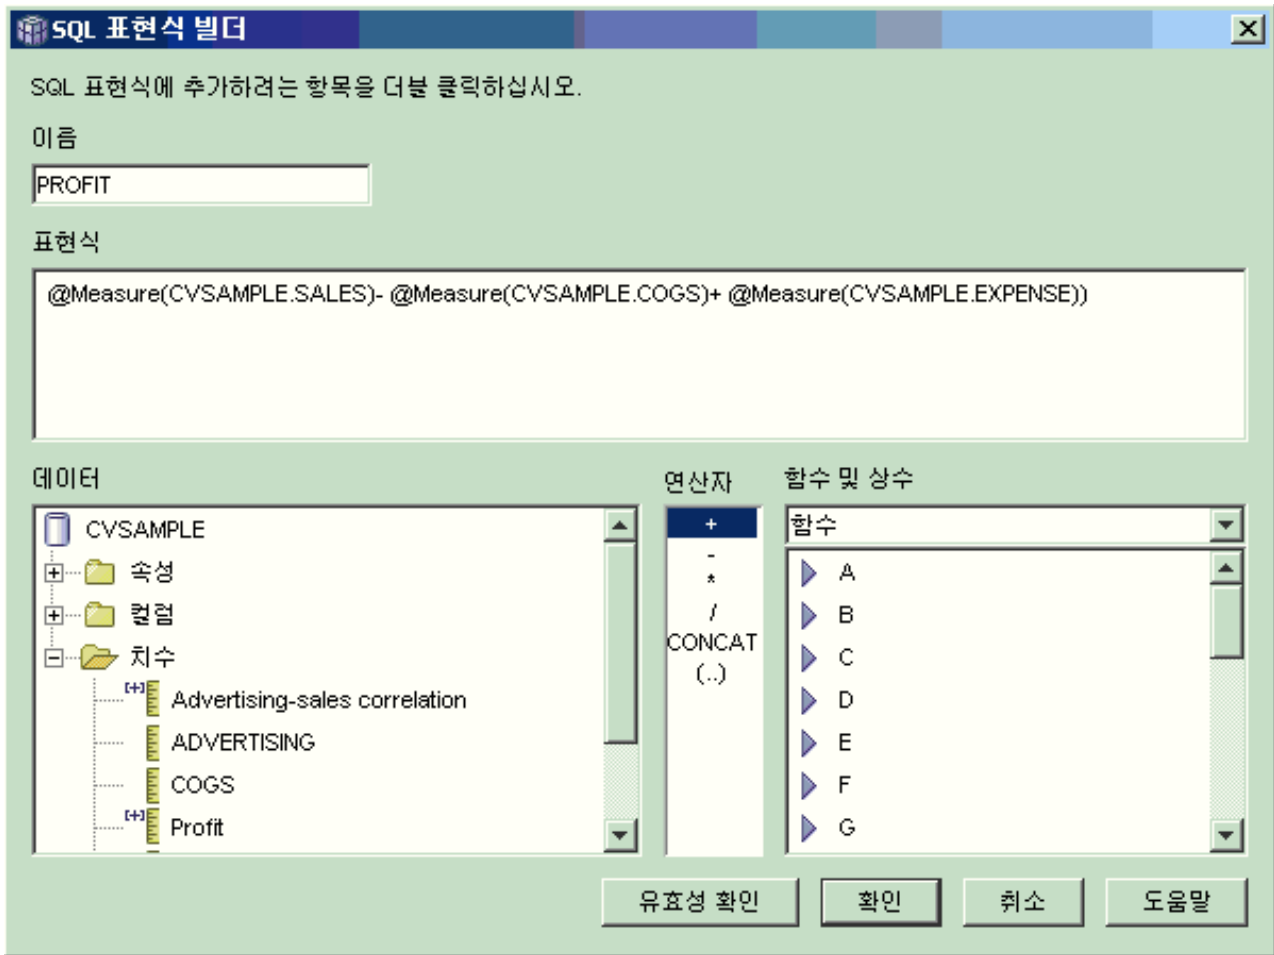 SQL 표현식 빌더
SQL 표현식에 추가하려는 항목을 더블 클릭하십시오.
이름
PROFIT
표현식
@Measure(CVSAMPLE.SALES)- @Measure(CVSAMPLE.COGS)+ @Measure(CVSAMPLE.EXPENSE))
데이터
CVSAMPLE
속성
컬럼
치수
Advertising-sales correlation
ADVERTISING
COGS
Profit
연산자
+
-
*
/
CONCAT
(..)
함수 및 상수
함수
A
B
C
D
E
F
G
유효성 확인
확인
취소
도움말